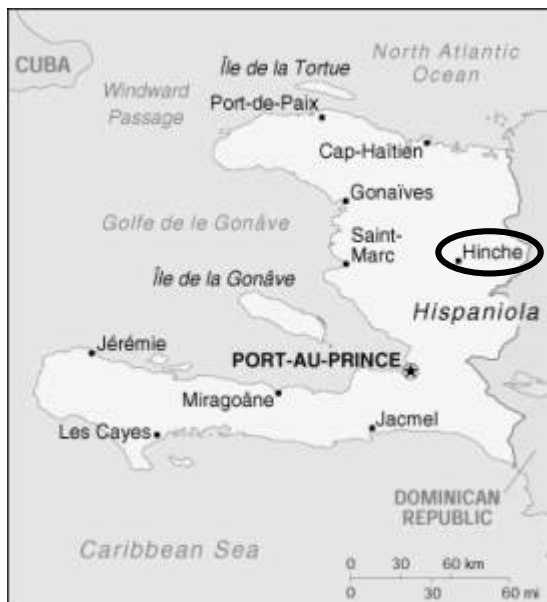 CUBA
North Atlantic
Ocean
Île de la Tortue
Windward
Passage
Port-de-Paix
Cap-Haïtien
Gonaïves
Golfe de le Gonâve
Saint-
Marc
Hinche
Île de la Gonâve
Hispaniola
Jérémie
PORT-AU-PRINCE
Miragoâne
Les Cayes
Jacmel
DOMINICAN
REPUBLIC
Caribbean Sea
0 30 60 km
0 30 60 mi